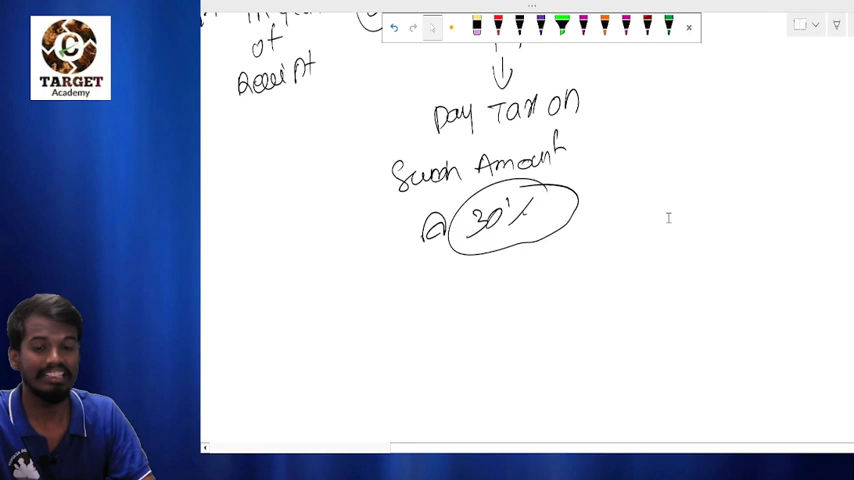 TARGET
Academy
of
Receipt
Pay Tax on
Such Amount
@ 30%